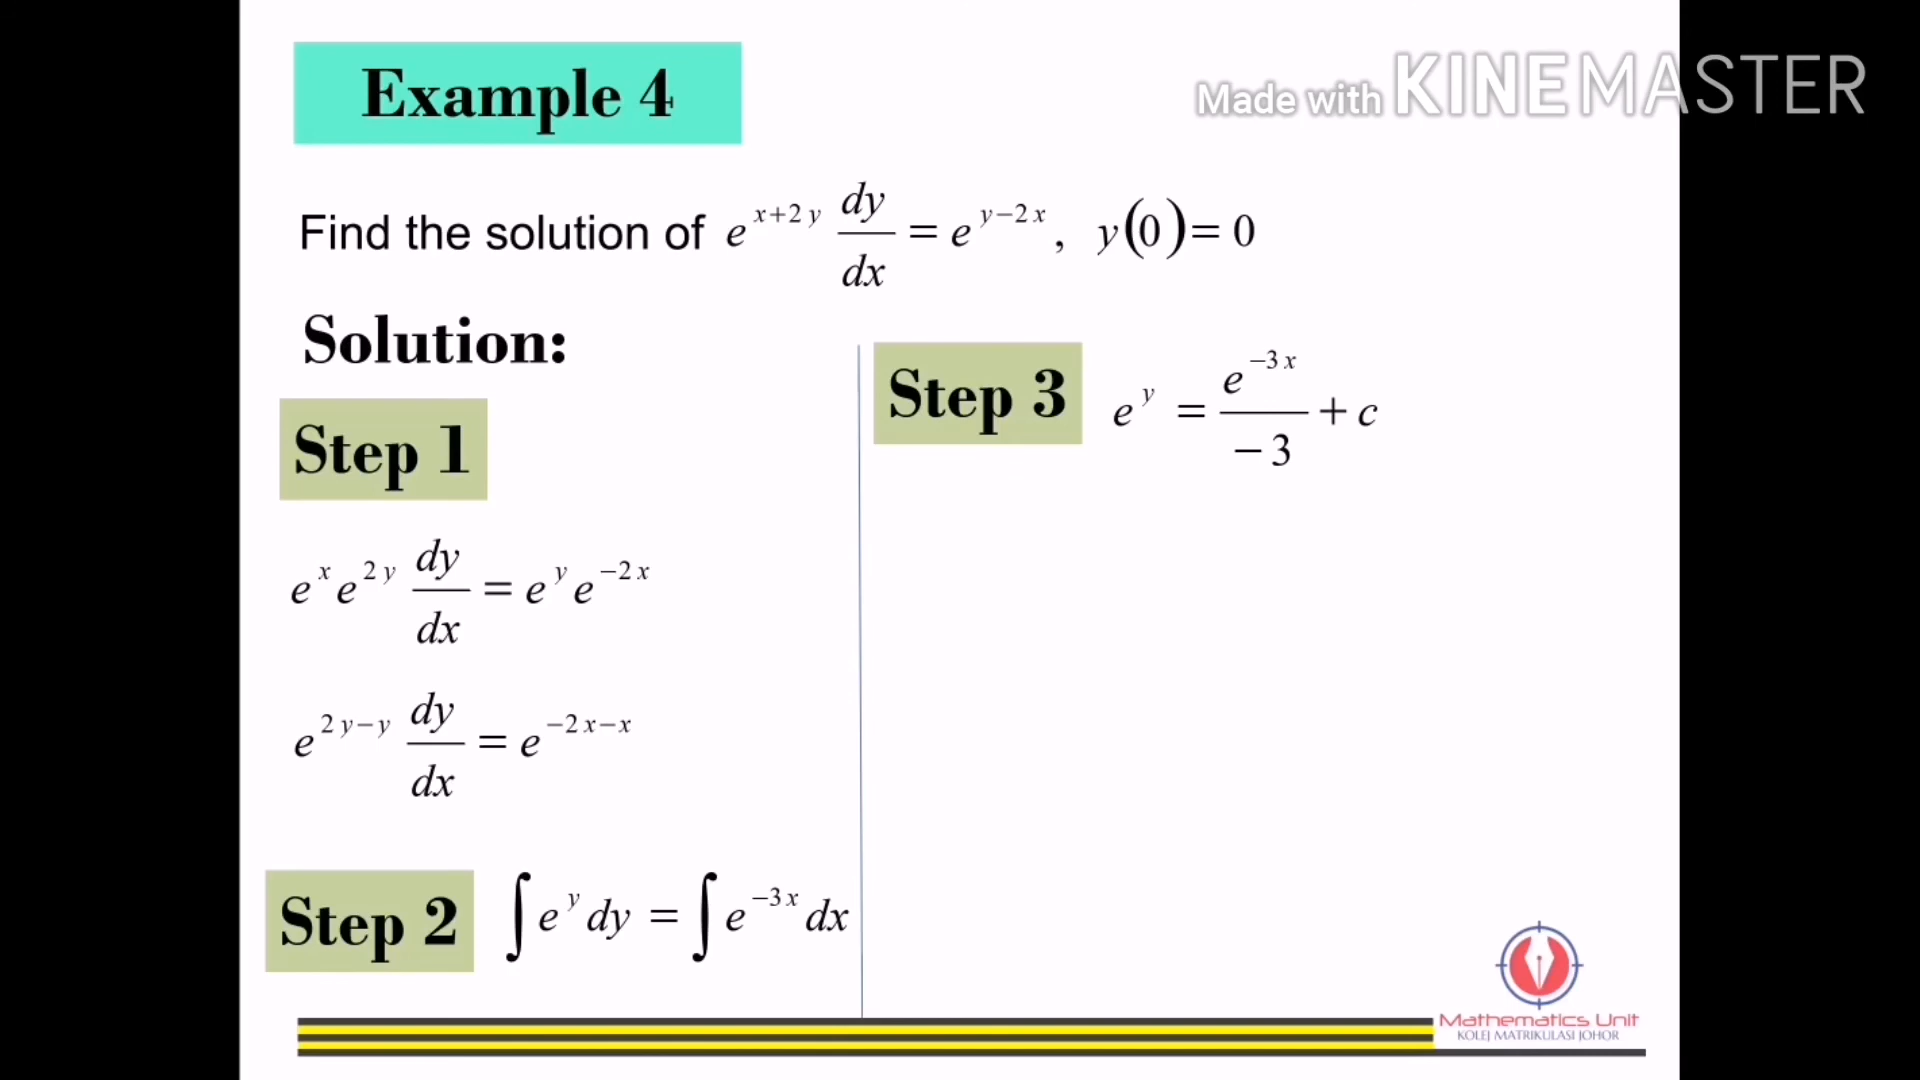 Example 4
Made with KINEMASTER
Find the solution of e^{x+2y} dy/dx = e^{y−2x}, y(0) = 0
Solution:
Step 1
e^x e^{2y} dy/dx = e^y e^{−2x}
e^{2y−y} dy/dx = e^{−2x−x}
Step 2 ∫ e^y dy = ∫ e^{−3x} dx
Step 3 e^y = e^{−3x}/−3 + c
Mathematics Unit
KOLEJ MATRIKULASI JOHOR